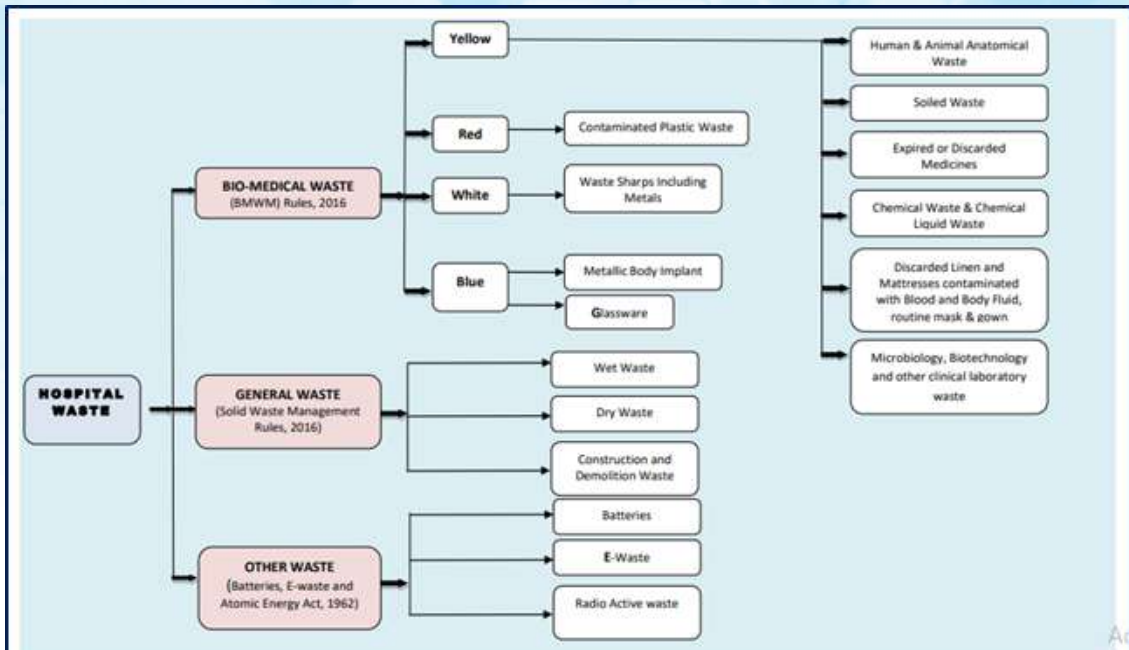 Yellow
Human & Animal Anatomical
Waste
Soiled Waste
Red
Contaminated Plastic Waste
Expired or Discarded
Medicines
BIO-MEDICAL WASTE
(BMWM) Rules, 2016
White
Waste Sharps Including
Metals
Chemical Waste & Chemical
Liquid Waste
Blue
Metallic Body Implant
Glassware
Discarded Linen and
Mattresses contaminated
with Blood and Body Fluid,
routine mask & gown
Microbiology, Biotechnology
and other clinical laboratory
waste
HOSPITAL
WASTE
GENERAL WASTE
(Solid Waste Management
Rules, 2016)
Wet Waste
Dry Waste
Construction and
Demolition Waste
OTHER WASTE
(Batteries, E-waste and
Atomic Energy Act, 1962)
Batteries
E-Waste
Radio Active waste